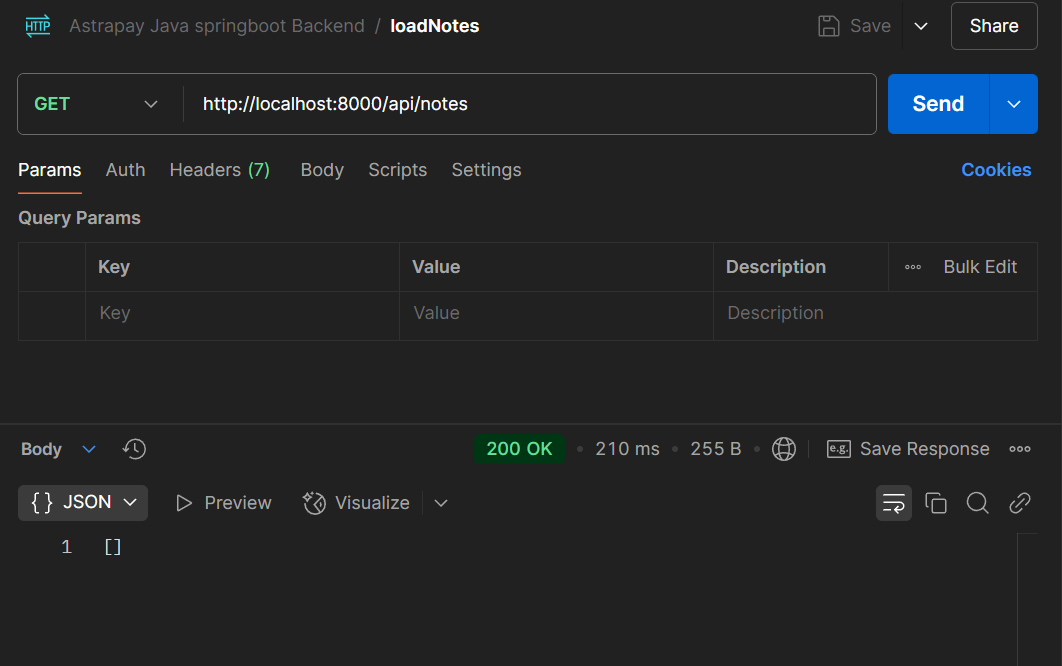 HTTP Astrapay Java springboot Backend / loadNotes Save Share
GET http://localhost:8000/api/notes Send
Params Auth Headers (7) Body Scripts Settings Cookies
Query Params
Key Value Description Bulk Edit
Key Value Description
Body 200 OK • 210 ms • 255 B • e.g. Save Response
{} JSON Preview Visualize
1 []